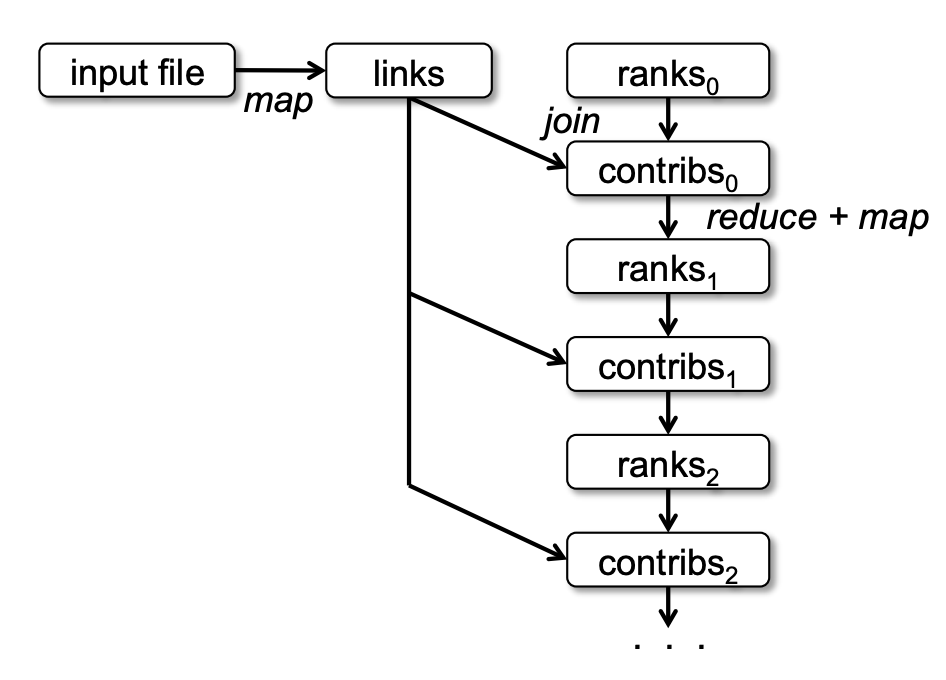 input file
map
links
ranks0
join
contribs0
reduce + map
ranks1
contribs1
ranks2
contribs2
. . .